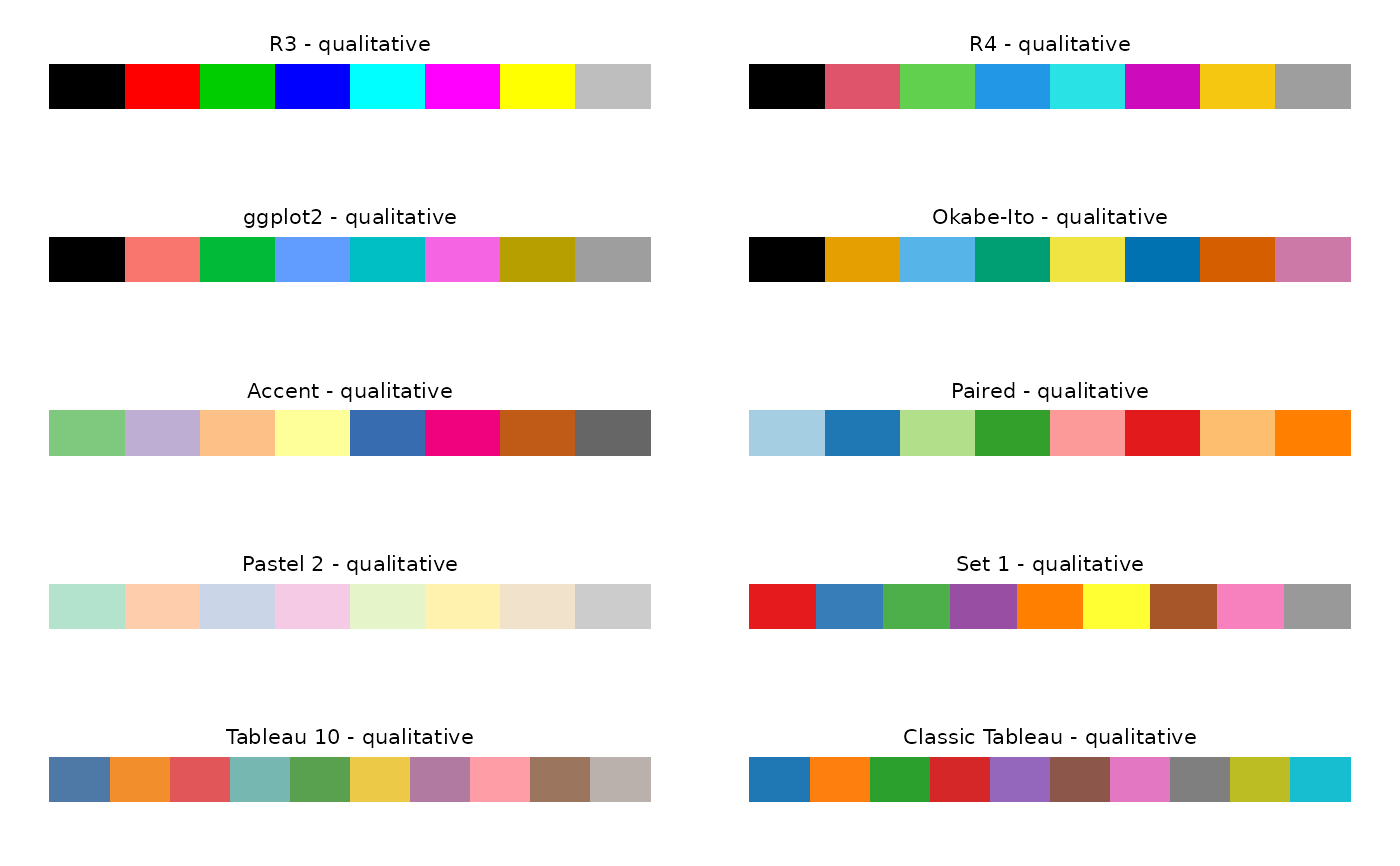 R3 - qualitative
R4 - qualitative
ggplot2 - qualitative
Okabe-Ito - qualitative
Accent - qualitative
Paired - qualitative
Pastel 2 - qualitative
Set 1 - qualitative
Tableau 10 - qualitative
Classic Tableau - qualitative